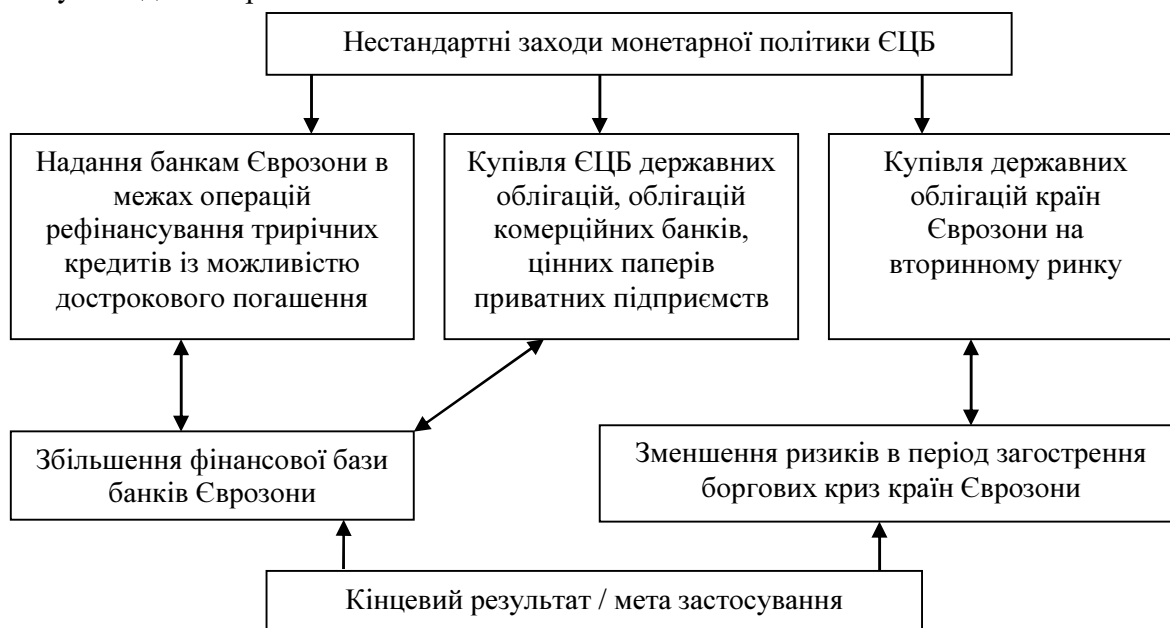 Нестандартні заходи монетарної політики ЄЦБ
Надання банкам Єврозони в
межах операцій
рефінансування трирічних
кредитів із можливістю
дострокового погашення
Купівля ЄЦБ державних
облігацій, облігацій
комерційних банків,
цінних паперів
приватних підприємств
Купівля державних
облігацій країн
Єврозони на
вторинному ринку
Збільшення фінансової бази
банків Єврозони
Зменшення ризиків в період загострення
боргових криз країн Єврозони
Кінцевий результат / мета застосування